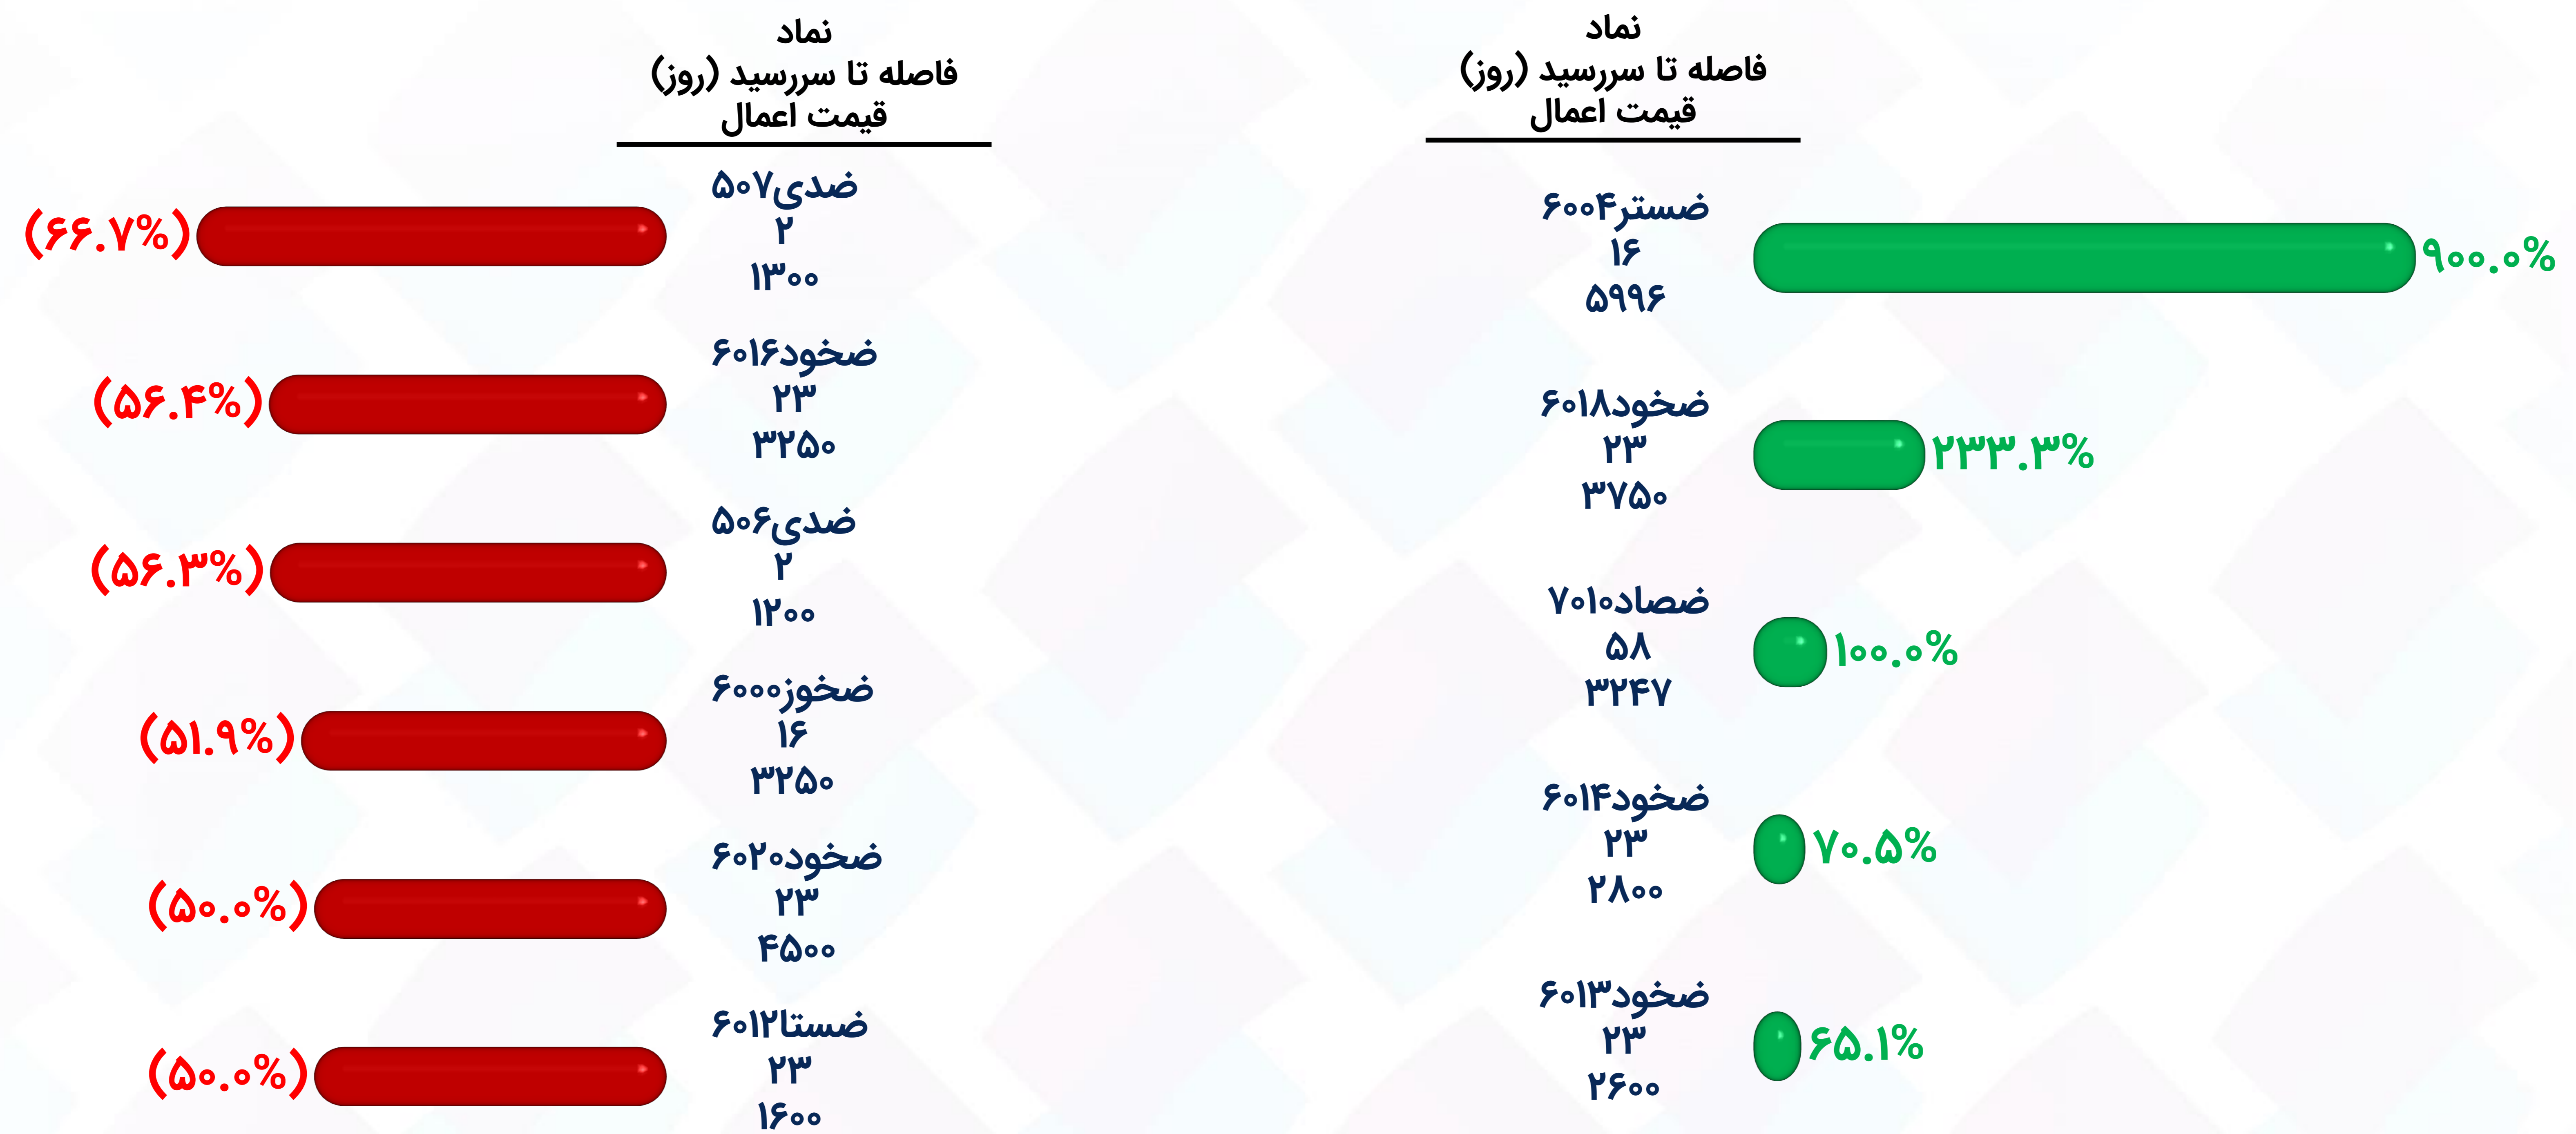 نماد
فاصله تا سررسید (روز)
قیمت اعمال
ضستر۶۰۰۴
۱۶
۵۹۹۶
۹۰۰.۰%
ضخود۶۰۱۸
۲۳
۳۷۵۰
۲۳۳.۳%
ضصاد۷۰۱۰
۵۸
۳۲۴۷
۱۰۰.۰%
ضخود۶۰۱۴
۲۳
۲۸۰۰
۷۰.۵%
ضخود۶۰۱۳
۲۳
۲۶۰۰
۶۵.۱%
نماد
فاصله تا سررسید (روز)
قیمت اعمال
ضدی۵۰۷
۲
۱۳۰۰
(۶۶.۷%)
ضخود۶۰۱۶
۲۳
۳۲۵۰
(۵۶.۴%)
ضدی۵۰۶
۲
۱۲۰۰
(۵۶.۳%)
ضخوز۶۰۰۰
۱۶
۳۲۵۰
(۵۱.۹%)
ضخود۶۰۲۰
۲۳
۴۵۰۰
(۵۰.۰%)
ضستا۶۰۱۲
۲۳
۱۶۰۰
(۵۰.۰%)